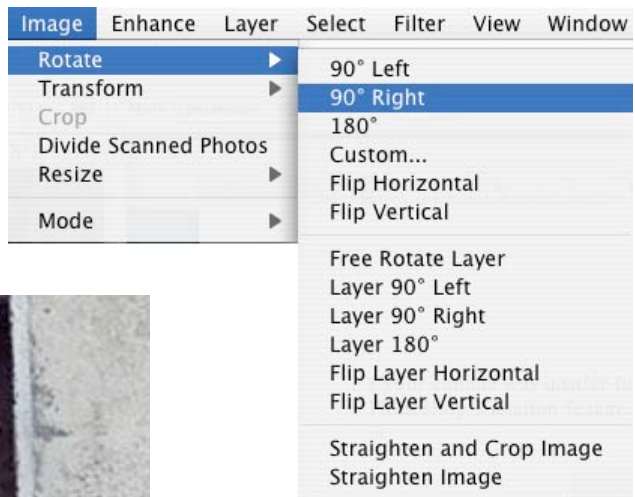 Image Enhance Layer Select Filter View Window
Rotate
Transform
Crop
Divide Scanned Photos
Resize
Mode
90° Left
90° Right
180°
Custom...
Flip Horizontal
Flip Vertical
Free Rotate Layer
Layer 90° Left
Layer 90° Right
Layer 180°
Flip Layer Horizontal
Flip Layer Vertical
Straighten and Crop Image
Straighten Image